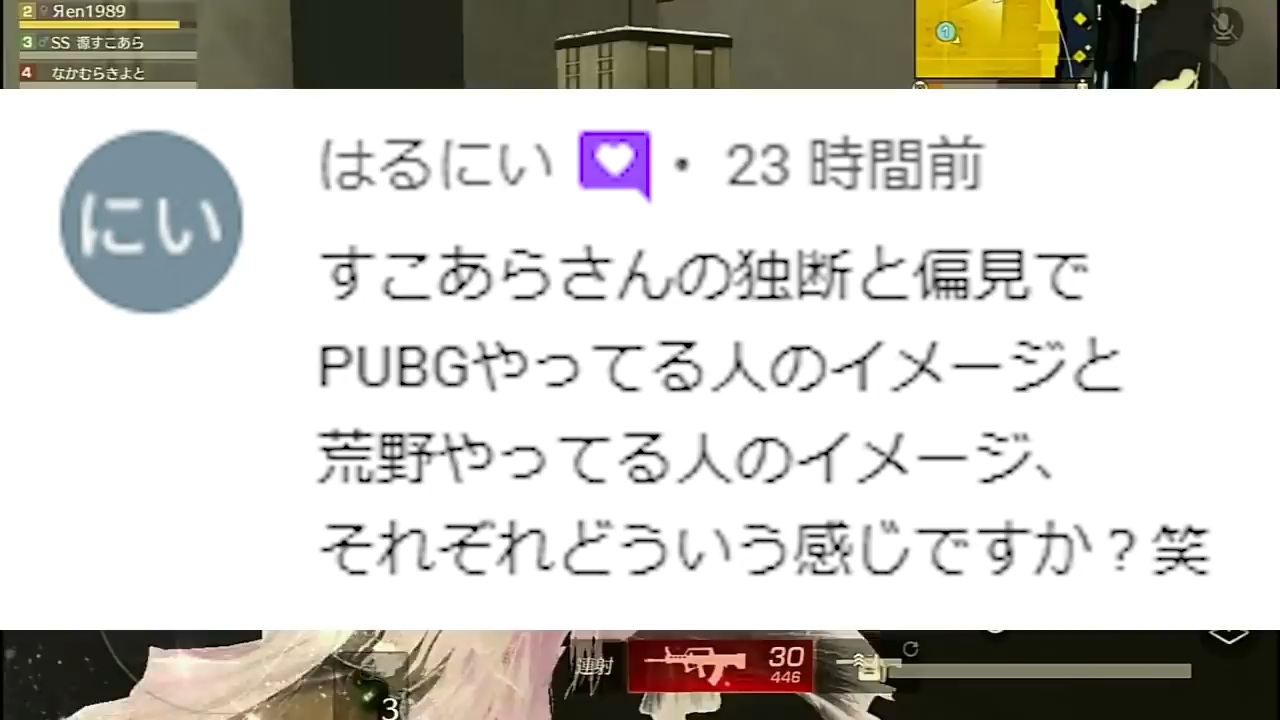 2 Яen1989
3 SS 源すこあら
4 なかむらきよと
1
にい
はるにい ・ 23 時間前
すこあらさんの独断と偏見で
PUBGやってる人のイメージと
荒野やってる人のイメージ、
それぞれどういう感じですか？笑
連射
30
446
3